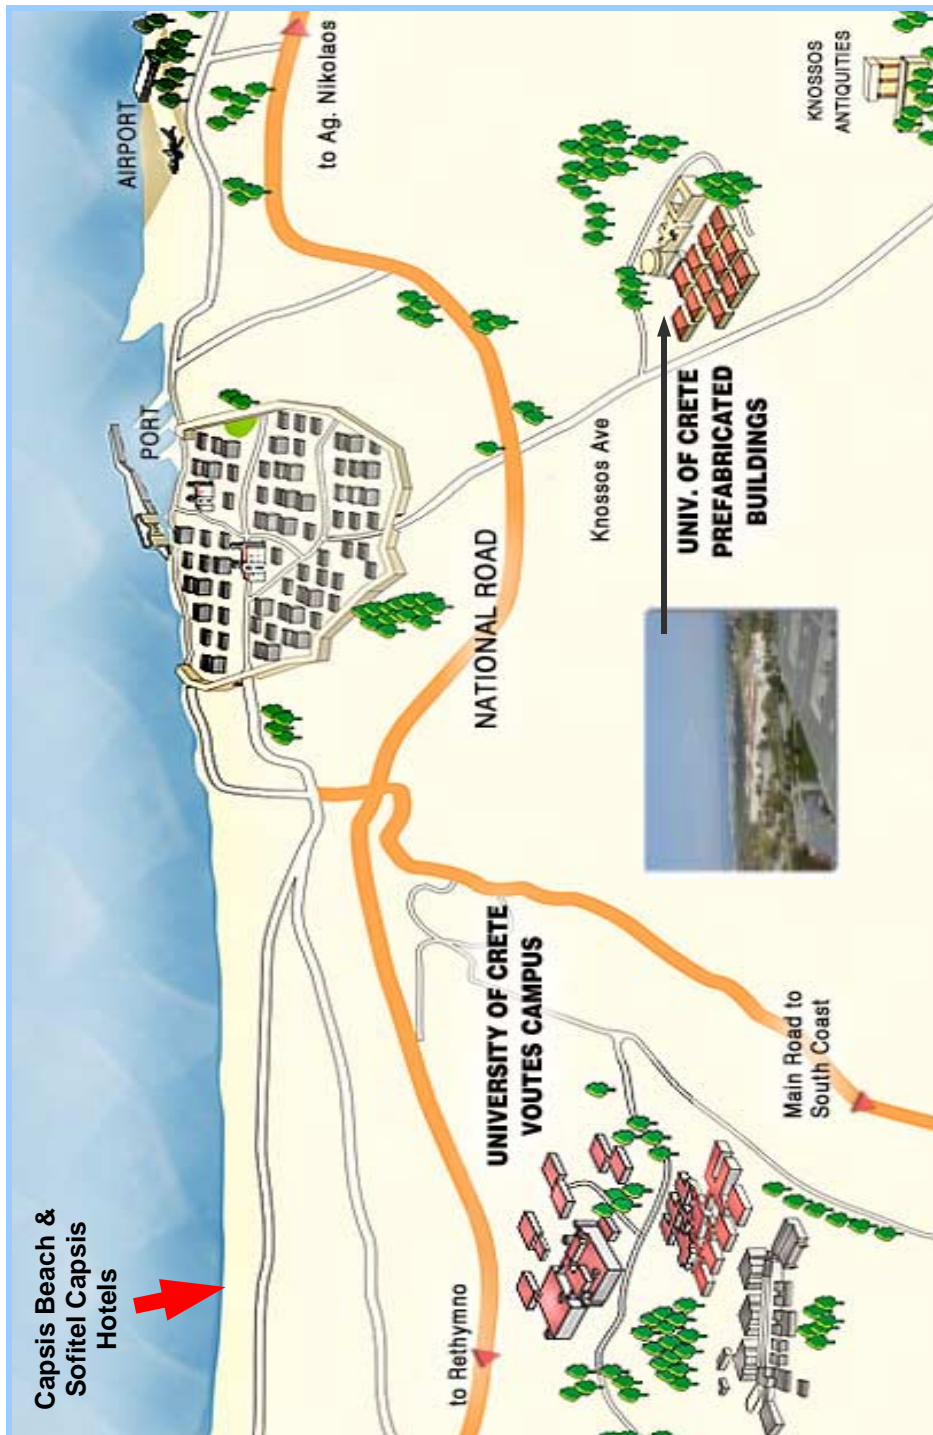 Capsis Beach &
Sofitel Capsis
Hotels
to Rethymno
UNIVERSITY OF CRETE
VOUTES CAMPUS
Main Road to
South Coast
NATIONAL ROAD
PORT
Knossos Ave
UNIV. OF CRETE
PREFABRICATED
BUILDINGS
AIRPORT
to Ag. Nikolaos
KNOSSOS
ANTIQUITIES